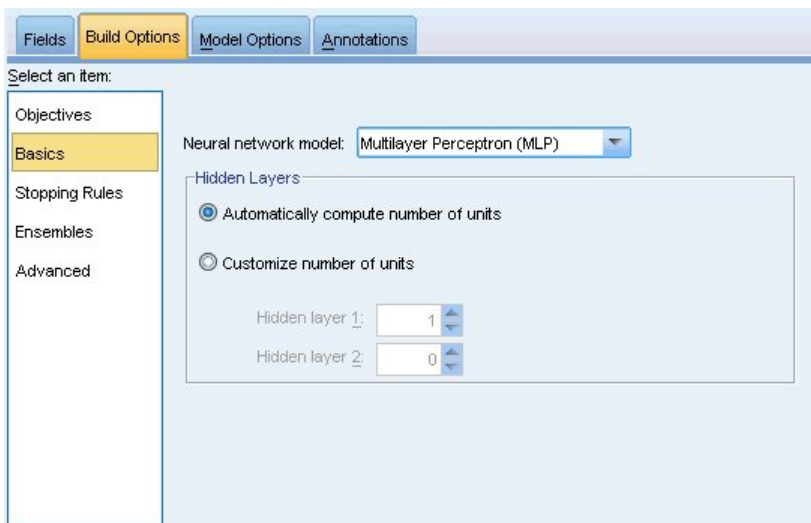 Fields Build Options Model Options Annotations
Select an item:
Objectives
Basics
Stopping Rules
Ensembles
Advanced
Neural network model: Multilayer Perceptron (MLP)
Hidden Layers
Automatically compute number of units
Customize number of units
Hidden layer 1: 1
Hidden layer 2: 0